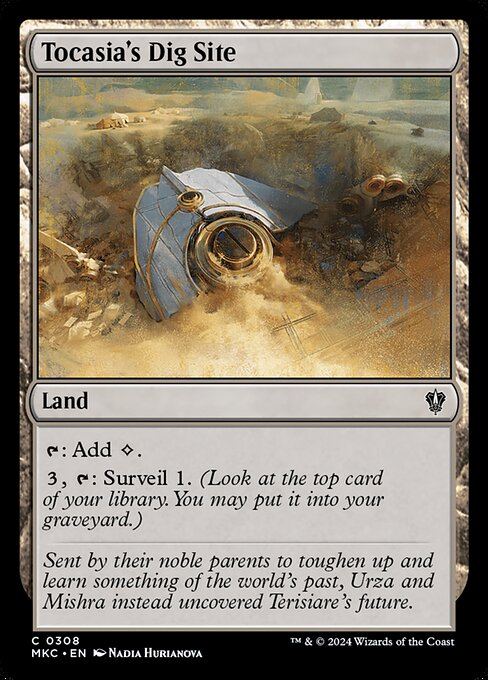 Tocasia's Dig Site
Land
: Add .
3, : Surveil 1. (Look at the top card
of your library. You may put it into your
graveyard.)
Sent by their noble parents to toughen up and
learn something of the world's past, Urza and
Mishra instead uncovered Terisiare's future.
C 0308
MKC • EN Nadia Hurianova
™ & © 2024 Wizards of the Coast